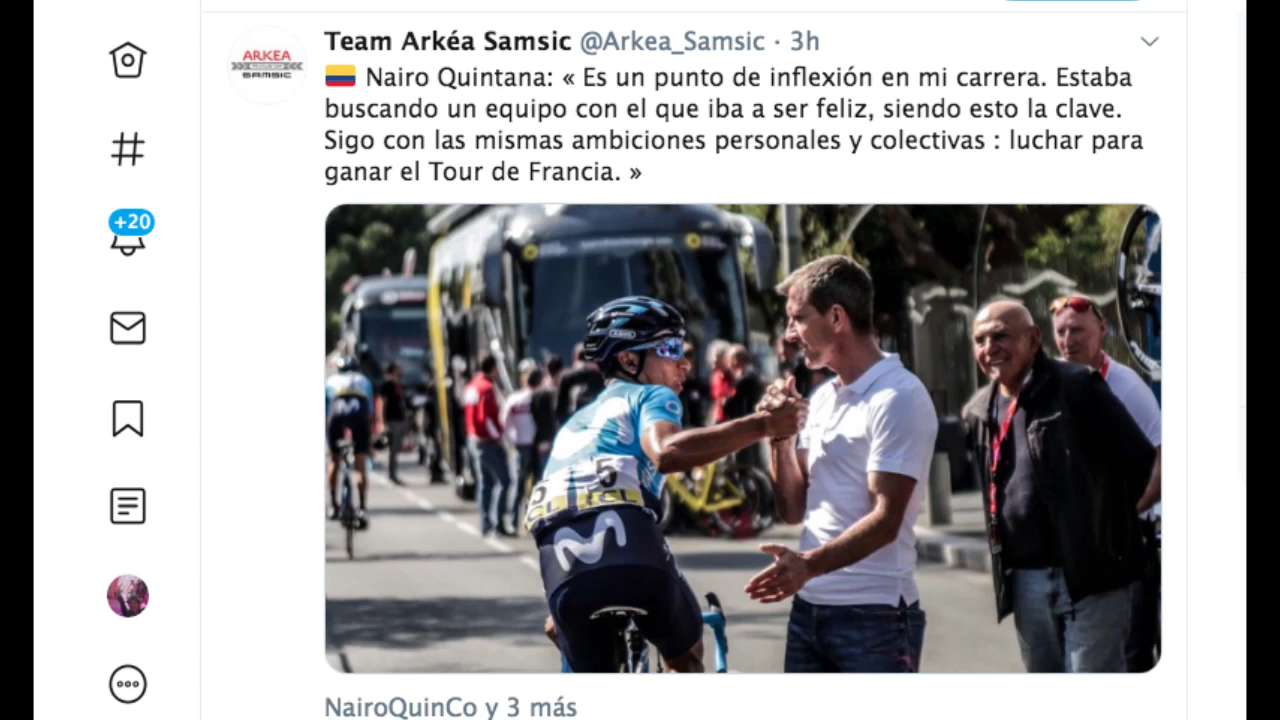 Team Arkéa Samsic @Arkea_Samsic · 3h
ARKEA
SAMSIC
🇨🇴 Nairo Quintana: « Es un punto de inflexión en mi carrera. Estaba
buscando un equipo con el que iba a ser feliz, siendo esto la clave.
Sigo con las mismas ambiciones personales y colectivas : luchar para
ganar el Tour de Francia. »
+20
5
NairoQuinCo y 3 más